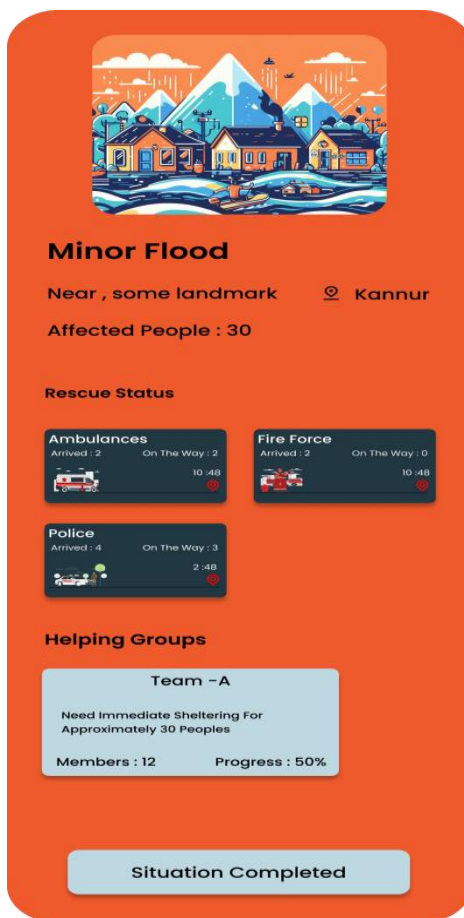 Minor Flood
Near , some landmark
Kannur
Affected People : 30
Rescue Status
Ambulances
Arrived : 2
On The Way : 2
10 :48
Fire Force
Arrived : 2
On The Way : 0
10 :48
Police
Arrived : 4
On The Way : 3
2 :48
Helping Groups
Team -A
Need Immediate Sheltering For
Approximately 30 Peoples
Members : 12
Progress : 50%
Situation Completed